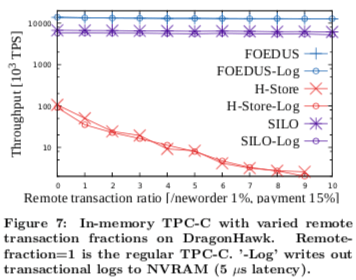 Throughput [10³ TPS]
10000
1000
100
10
FOEDUS
FOEDUS-Log
H-Store
H-Store-Log
SILO
SILO-Log
0 1 2 3 4 5 6 7 8 9 10
Remote transaction ratio [/neworder 1%, payment 15%]
Figure 7: In-memory TPC-C with varied remote
transaction fractions on DragonHawk. Remote-
fraction=1 is the regular TPC-C. '-Log' writes out
transactional logs to NVRAM (5 µs latency).